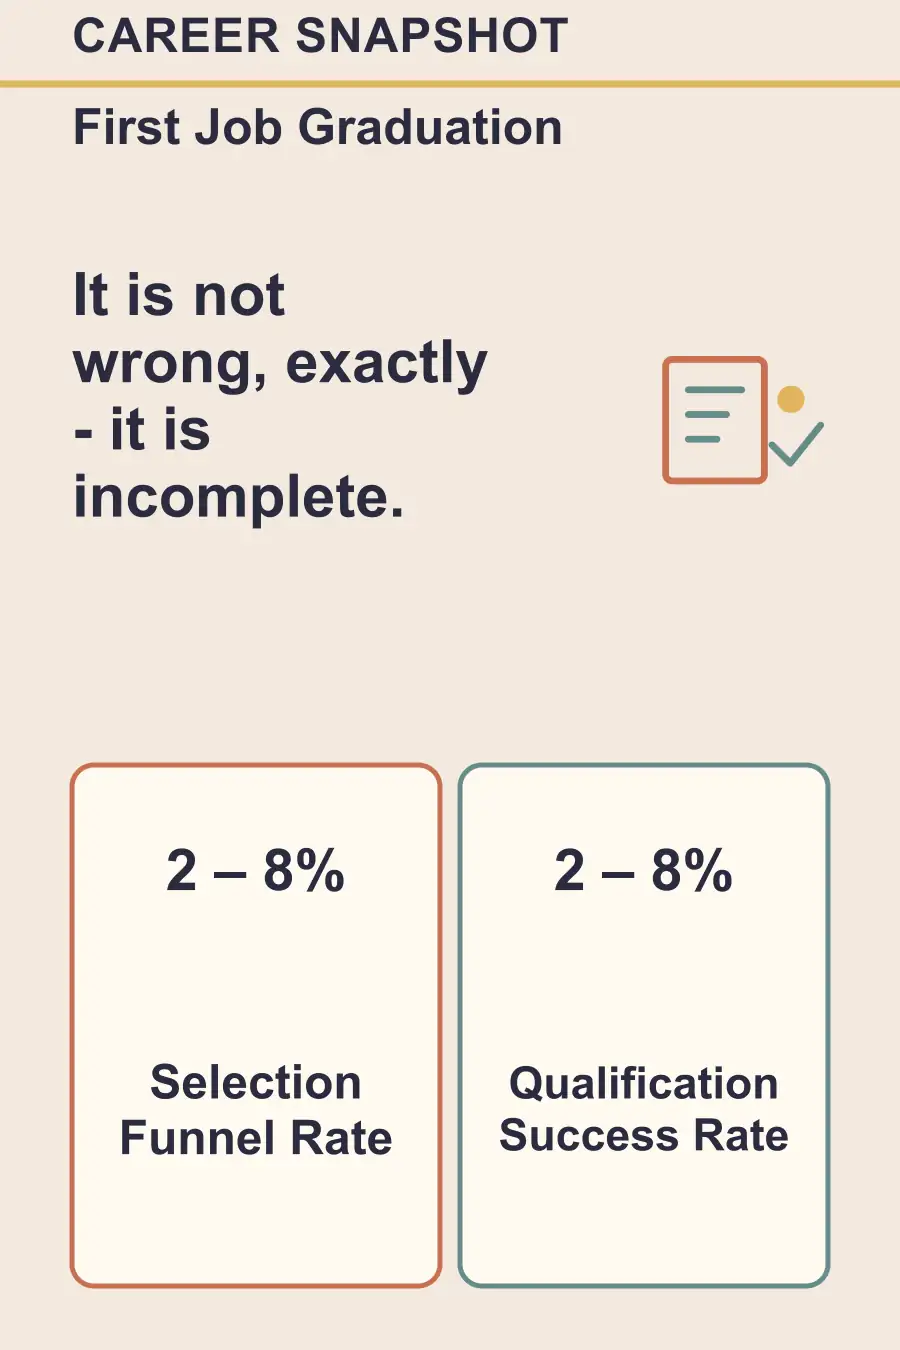 CAREER SNAPSHOT
First Job Graduation
It is not
wrong, exactly
- it is
incomplete.
2 – 8%
Selection
Funnel Rate
2 – 8%
Qualification
Success Rate